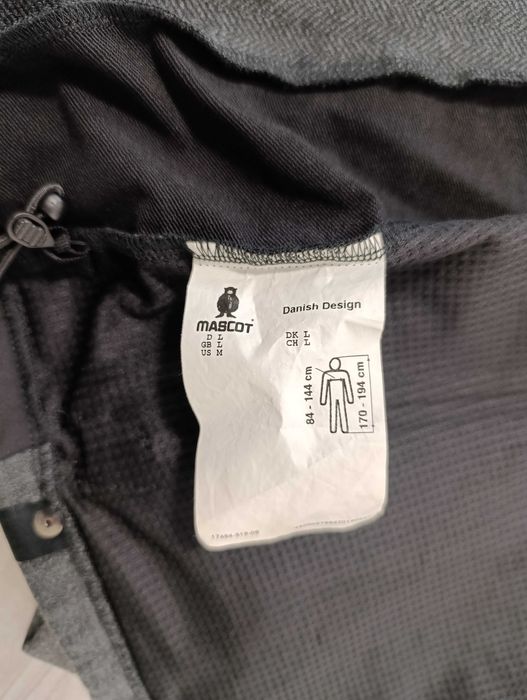 MASCOT®
Danish Design
D L
GB L
US M
DK L
CH L
84 - 144 cm
170 - 194 cm